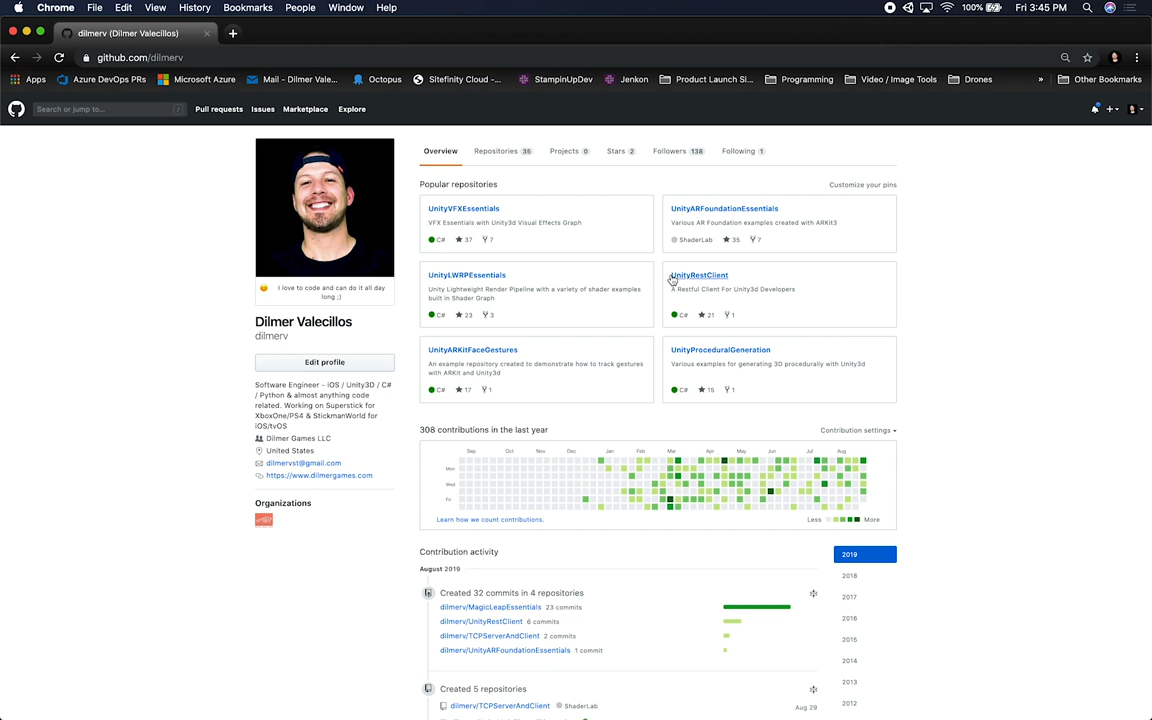 Chrome File Edit View History Bookmarks People Window Help 100% Fri 3:45 PM
dilmerv (Dilmer Valecillos)
github.com/dilmerv
Apps Azure DevOps PRs Microsoft Azure Mail - Dilmer Vale... Octopus Sitefinity Cloud -... StampinUpDev Jenkon Product Launch Si... Programming Video / Image Tools Drones » Other Bookmarks
Search or jump to... / Pull requests Issues Marketplace Explore
Overview Repositories 36 Projects 0 Stars 2 Followers 138 Following 1
Popular repositories Customize your pins
UnityVFXEssentials
VFX Essentials with Unity3d Visual Effects Graph
C# 37 7
UnityARFoundationEssentials
Various AR Foundation examples created with ARKit3
ShaderLab 35 7
UnityLWRPEssentials
Unity Lightweight Render Pipeline with a variety of shader examples
built in Shader Graph
C# 23 3
UnityRestClient
A Restful Client For Unity3d Developers
C# 21 1
UnityARKitFaceGestures
An example repository created to demonstrate how to track gestures
with ARKit and Unity3d
C# 17 1
UnityProceduralGeneration
Various examples for generating 3D procedurally with Unity3d
C# 15 1
I love to code and can do it all day
long ;)
Dilmer Valecillos
dilmerv
Edit profile
Software Engineer - iOS / Unity3D / C#
/ Python & almost anything code
related. Working on Superstick for
XboxOne/PS4 & StickmanWorld for
iOS/tvOS
Dilmer Games LLC
United States
dilmervst@gmail.com
https://www.dilmergames.com
Organizations
308 contributions in the last year Contribution settings
Sep Oct Nov Dec Jan Feb Mar Apr May Jun Jul Aug
Mon
Wed
Fri
Learn how we count contributions. Less More
Contribution activity
August 2019
Created 32 commits in 4 repositories
dilmerv/MagicLeapEssentials 23 commits
dilmerv/UnityRestClient 6 commits
dilmerv/TCPServerAndClient 2 commits
dilmerv/UnityARFoundationEssentials 1 commit
Created 5 repositories
dilmerv/TCPServerAndClient ShaderLab Aug 29
2019
2018
2017
2016
2015
2014
2013
2012